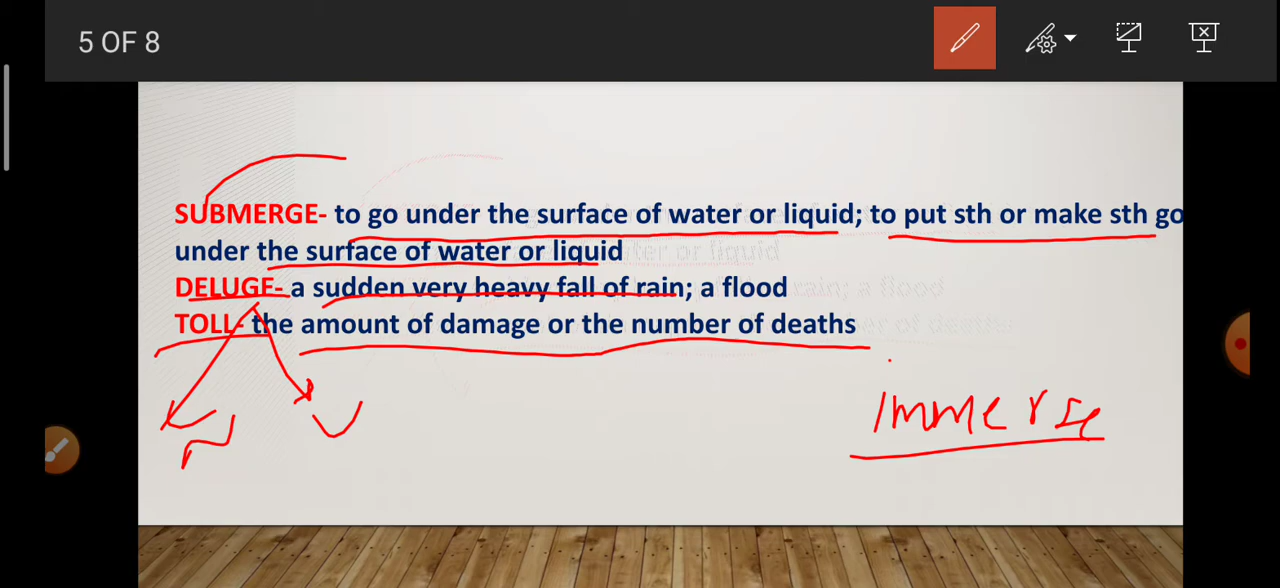 5 OF 8
SUBMERGE- to go under the surface of water or liquid; to put sth or make sth go
under the surface of water or liquid
DELUGE- a sudden very heavy fall of rain; a flood
TOLL- the amount of damage or the number of deaths
Immerse
n v